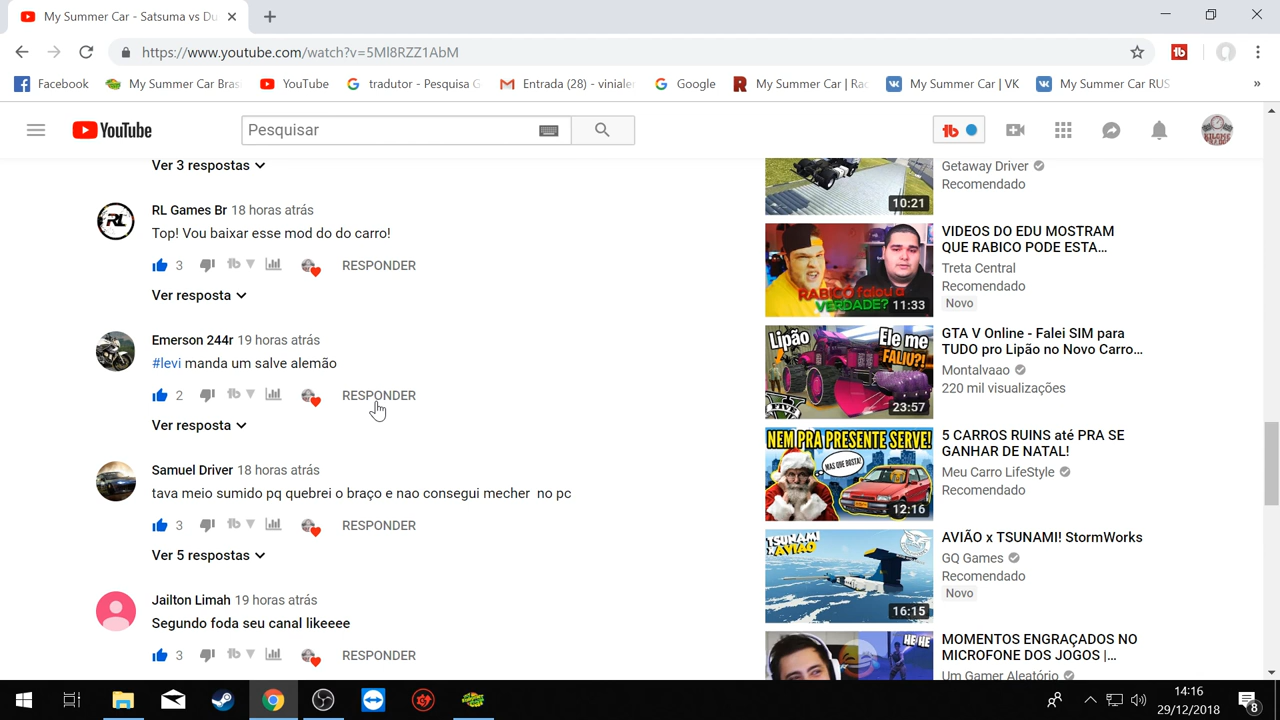 My Summer Car - Satsuma vs Du
https://www.youtube.com/watch?v=5Ml8RZZ1AbM
Facebook
My Summer Car Bras
YouTube
tradutor - Pesquisa G
Entrada (28) - vinialer
Google
My Summer Car | Rac
My Summer Car | VK
My Summer Car RUS
YouTube
Pesquisar
Ver 3 respostas
RL Games Br 18 horas atrás
Top! Vou baixar esse mod do do carro!
3 RESPONDER
Ver resposta
Emerson 244r 19 horas atrás
#levi manda um salve alemão
2 RESPONDER
Ver resposta
Samuel Driver 18 horas atrás
tava meio sumido pq quebrei o braço e nao consegui mecher no pc
3 RESPONDER
Ver 5 respostas
Jailton Limah 19 horas atrás
Segundo foda seu canal likeeee
3 RESPONDER
10:21
Getaway Driver
Recomendado
RABICÓ falou a
VERDADE?
11:33
VIDEOS DO EDU MOSTRAM
QUE RABICO PODE ESTA...
Treta Central
Recomendado
Novo
Lipão
Ele me
FALIU?!
23:57
GTA V Online - Falei SIM para
TUDO pro Lipão no Novo Carro...
Montalvaao
220 mil visualizações
NEM PRA PRESENTE SERVE!
MAS QUE BOSTA!
12:16
5 CARROS RUINS até PRA SE
GANHAR DE NATAL!
Meu Carro LifeStyle
Recomendado
TSUNAMI
AVIÃO
16:15
AVIÃO x TSUNAMI! StormWorks
GQ Games
Recomendado
Novo
HE HE
MOMENTOS ENGRAÇADOS NO
MICROFONE DOS JOGOS |...
Um Gamer Aleatório
14:16
29/12/2018
8